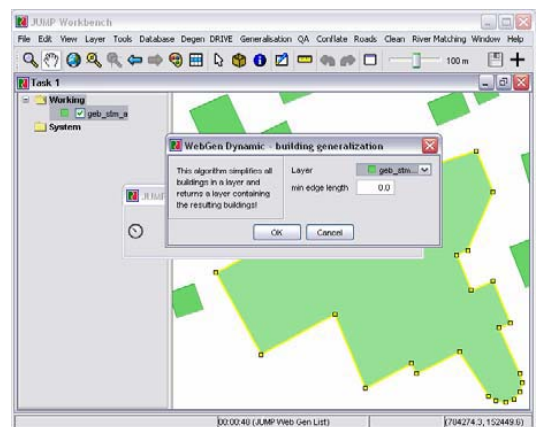 JUMP Workbench
File Edit View Layer Tools Database Degen DRIVE Generalisation QA Conflate Roads Clean River Matching Window Help
100 m
Task 1
Working
geb_stm_a
System
WebGen Dynamic - building generalization
This algorithm simplifies all
buildings in a layer and
returns a layer containing
the resulting buildings!
Layer
geb_stm...
min edge length
0.0
OK
Cancel
JUMP
00:00:40 (JUMP Web Gen List)
(784274.3, 152449.6)